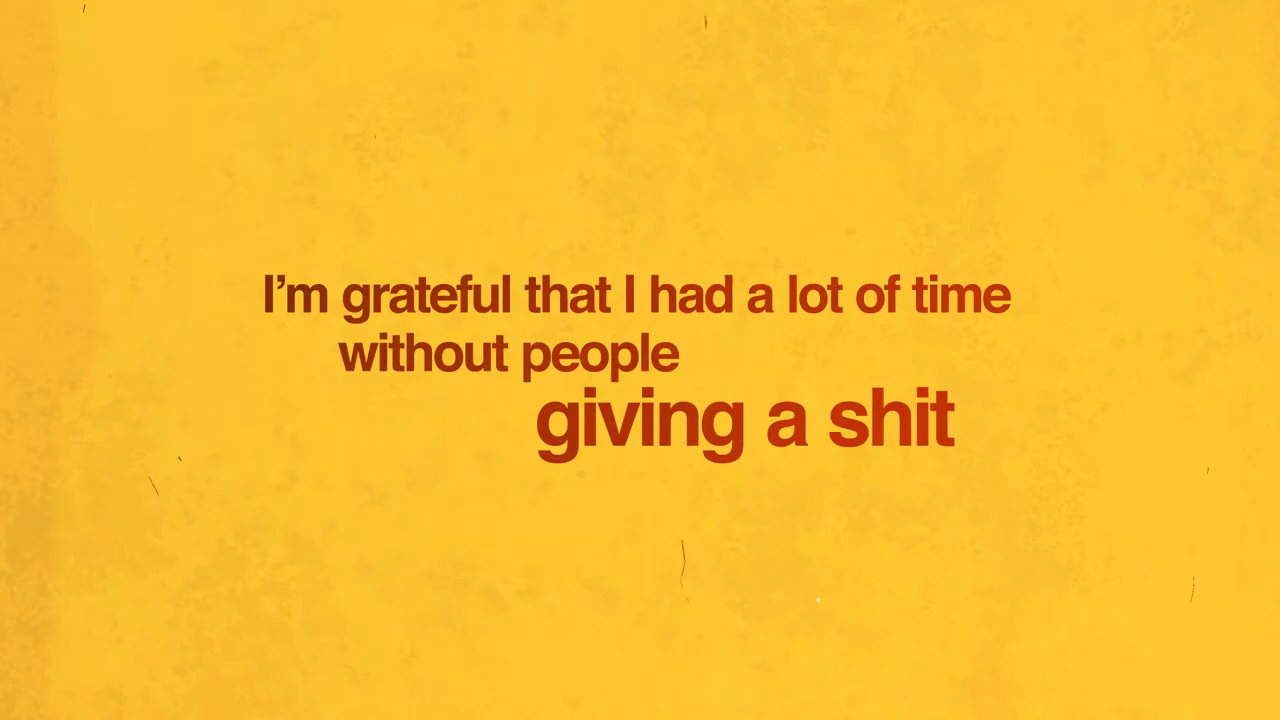 I’m grateful that I had a lot of time
without people
giving a shit